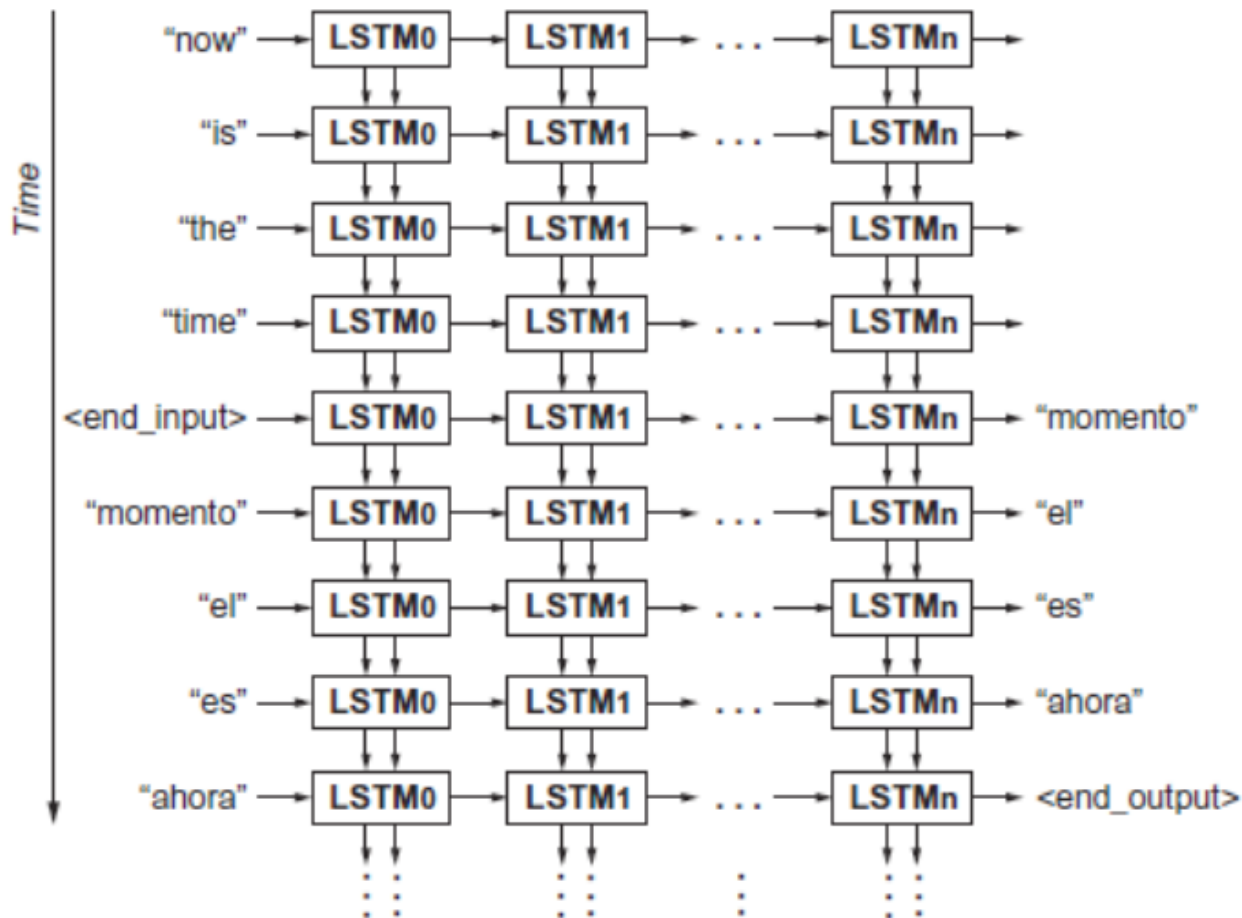 Time
“now” LSTM0 LSTM1 . . . LSTMn
“is” LSTM0 LSTM1 . . . LSTMn
“the” LSTM0 LSTM1 . . . LSTMn
“time” LSTM0 LSTM1 . . . LSTMn
<end_input> LSTM0 LSTM1 . . . LSTMn “momento”
“momento” LSTM0 LSTM1 . . . LSTMn “el”
“el” LSTM0 LSTM1 . . . LSTMn “es”
“es” LSTM0 LSTM1 . . . LSTMn “ahora”
“ahora” LSTM0 LSTM1 . . . LSTMn <end_output>